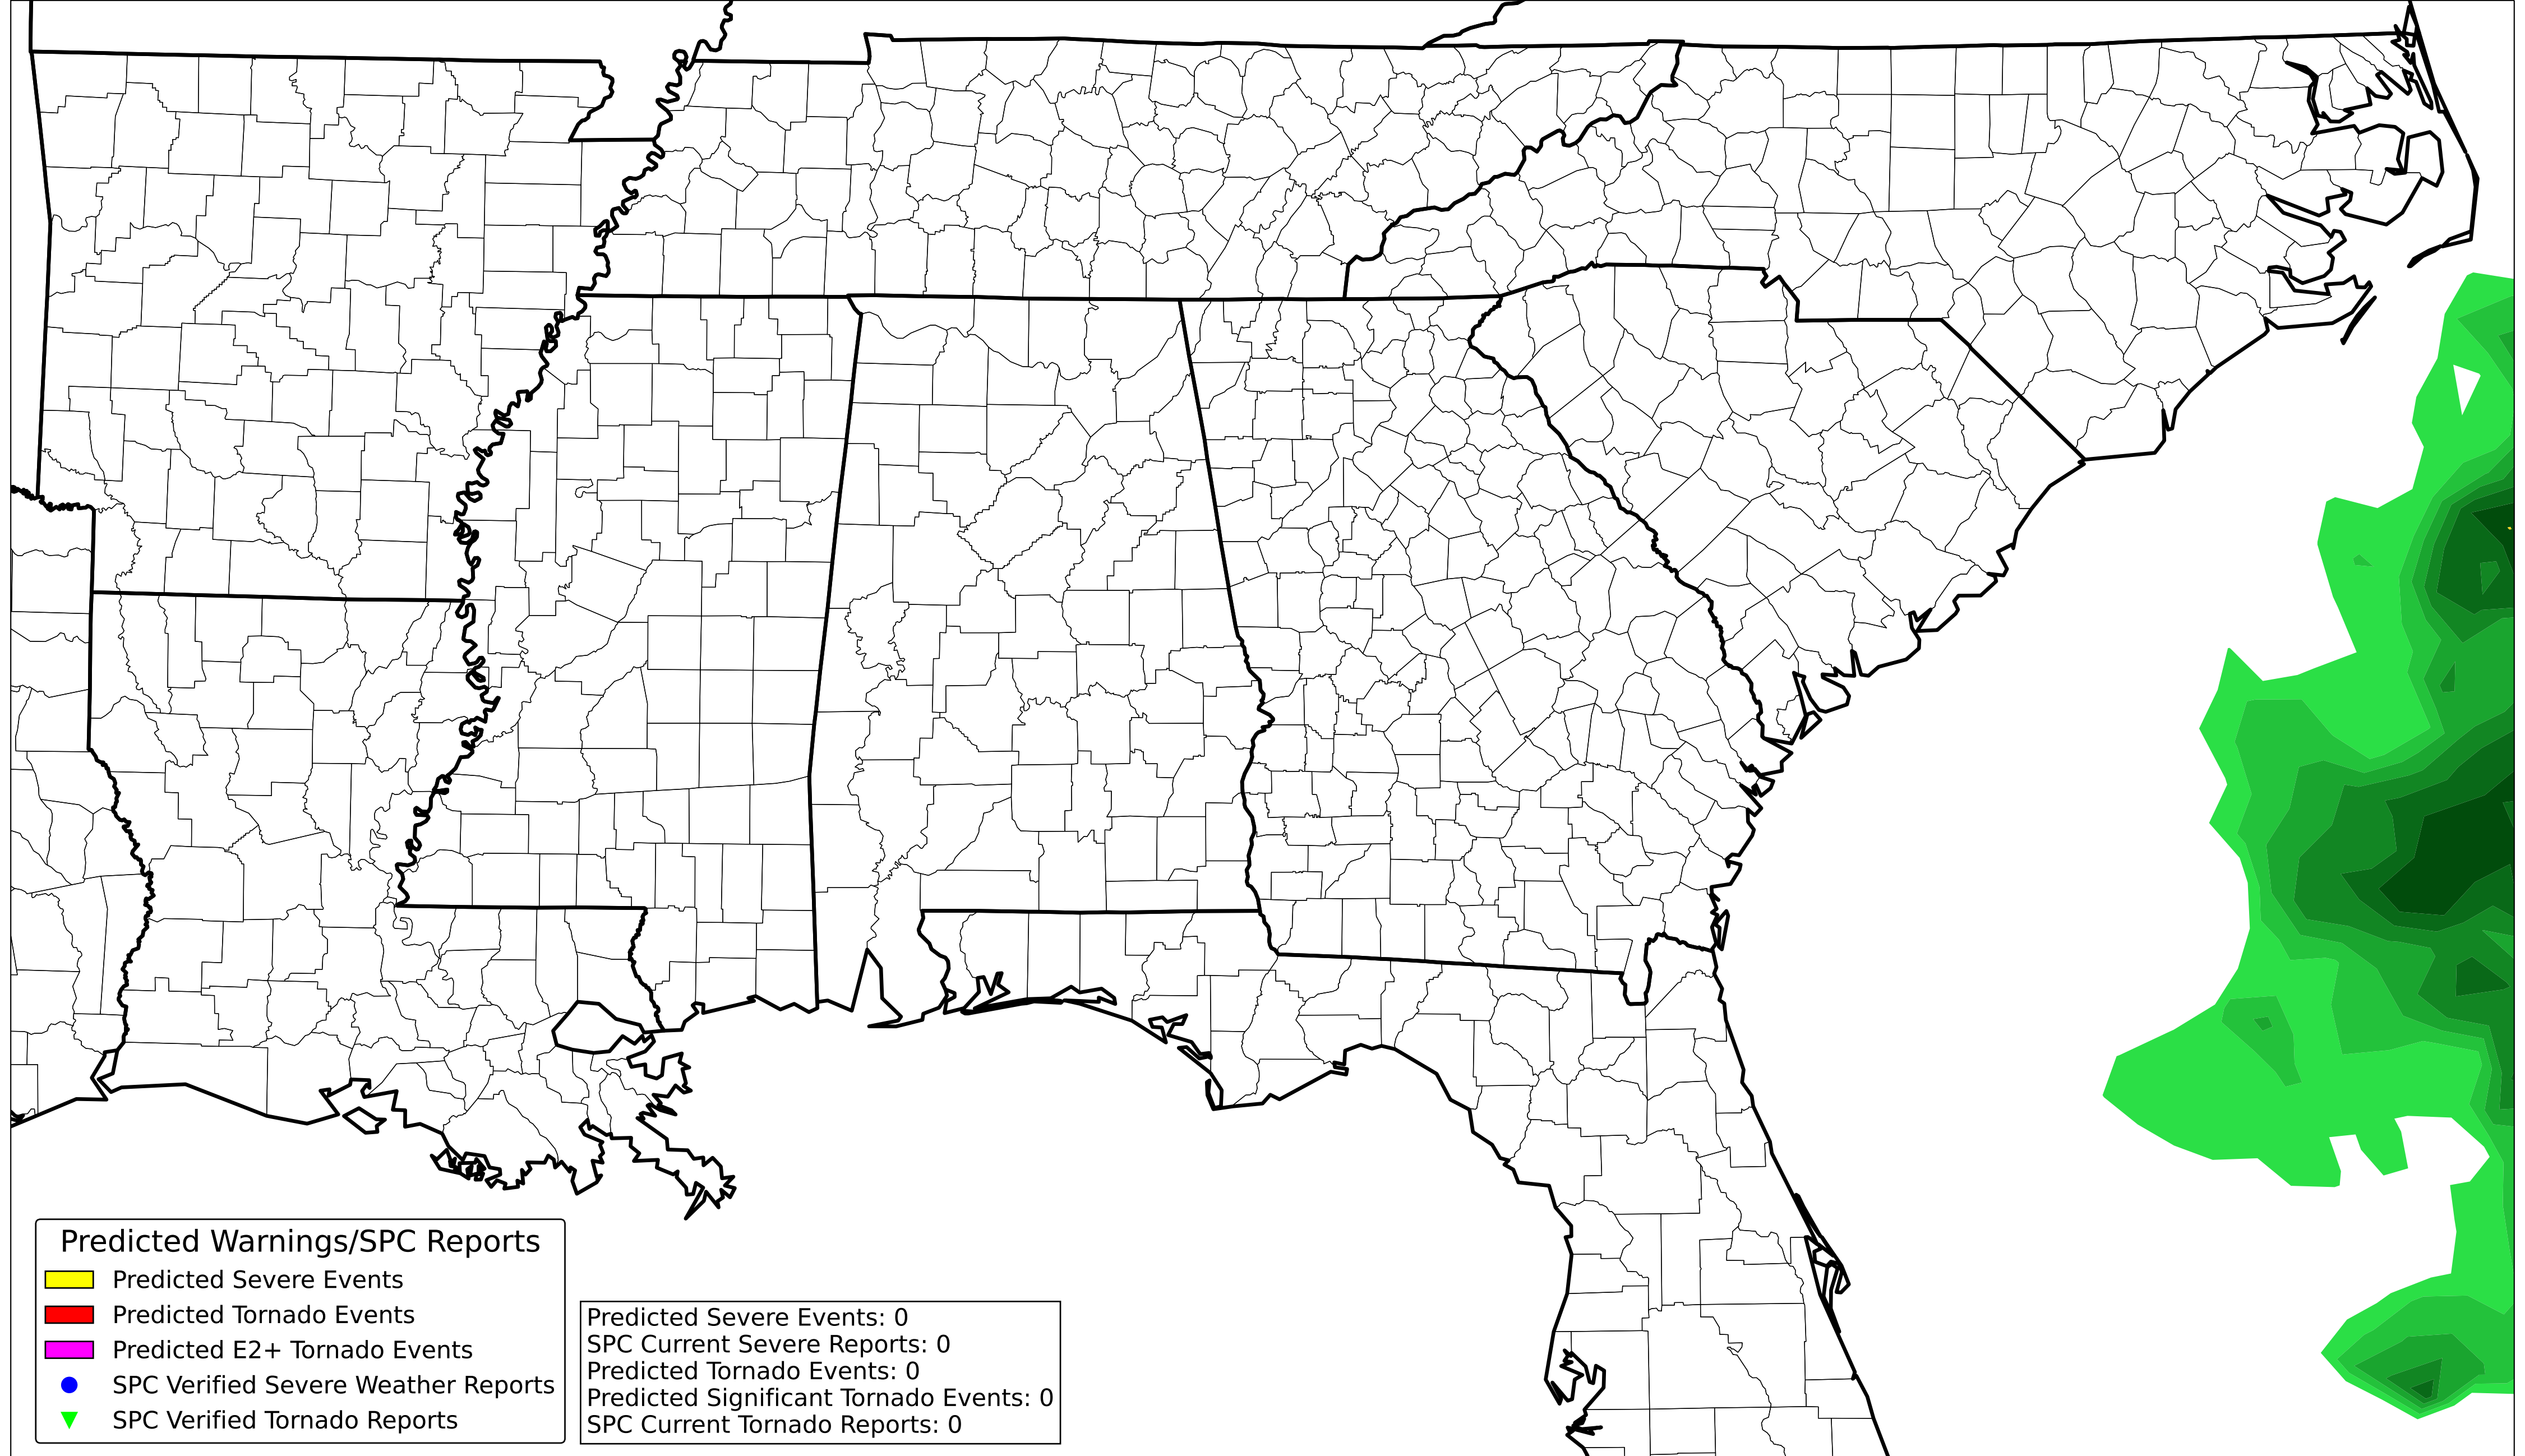 Predicted Warnings/SPC Reports
Predicted Severe Events
Predicted Tornado Events
Predicted E2+ Tornado Events
SPC Verified Severe Weather Reports
SPC Verified Tornado Reports
Predicted Severe Events: 0
SPC Current Severe Reports: 0
Predicted Tornado Events: 0
Predicted Significant Tornado Events: 0
SPC Current Tornado Reports: 0